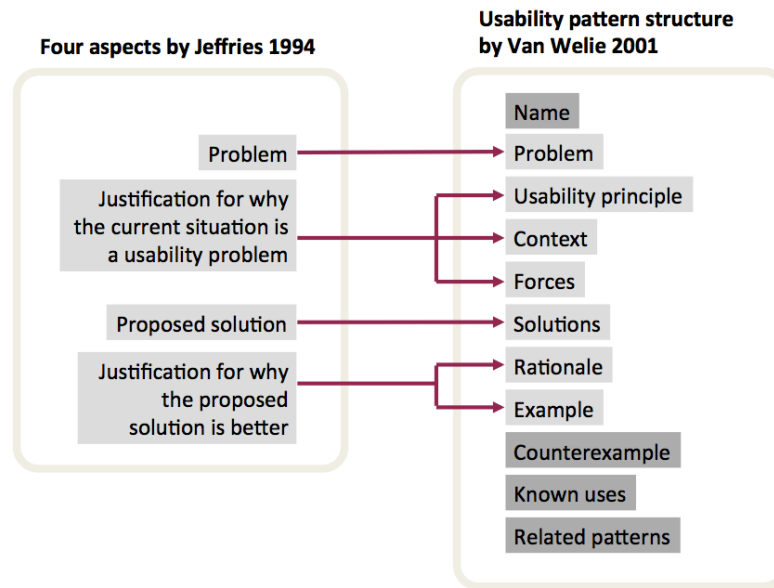 Four aspects by Jeffries 1994
Problem
Justification for why
the current situation is
a usability problem
Proposed solution
Justification for why
the proposed
solution is better
Usability pattern structure
by Van Welie 2001
Name
Problem
Usability principle
Context
Forces
Solutions
Rationale
Example
Counterexample
Known uses
Related patterns